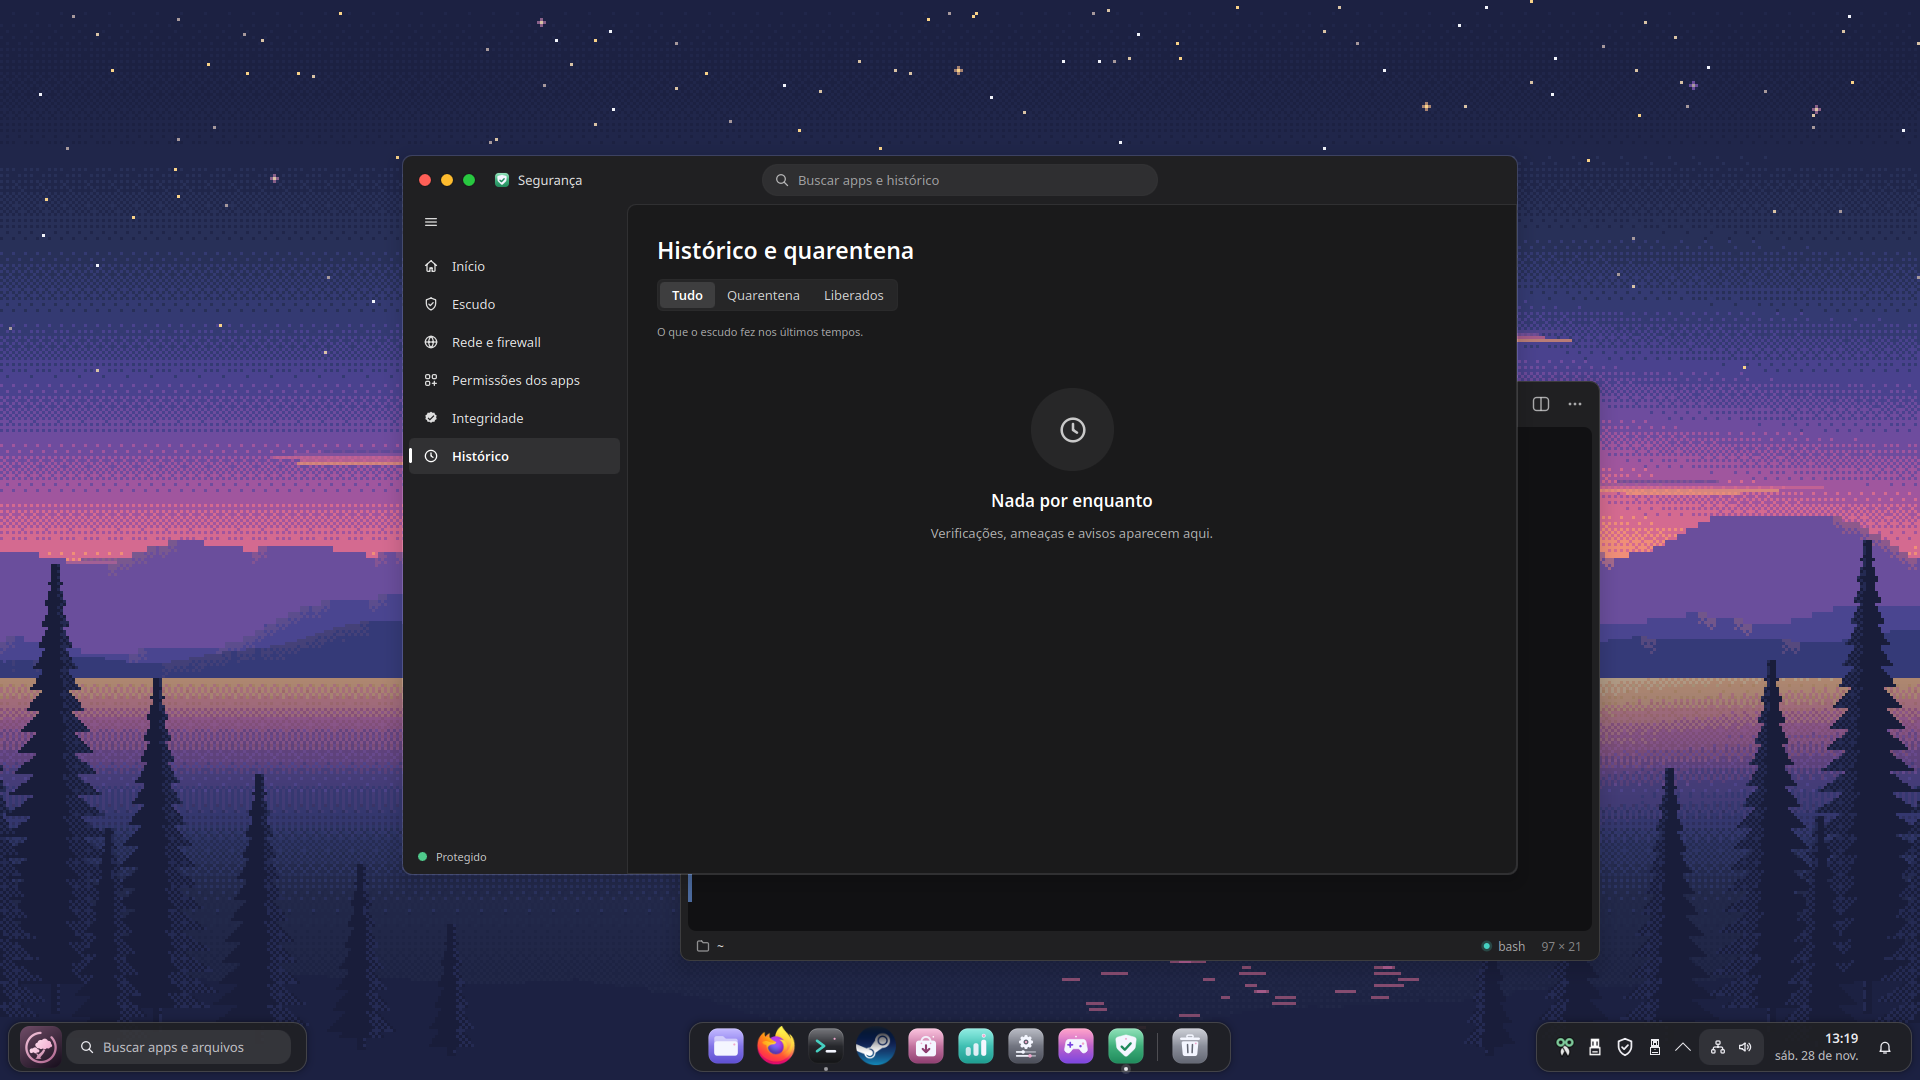 Segurança
Buscar apps e histórico
Início
Escudo
Rede e firewall
Permissões dos apps
Integridade
Histórico
Protegido
Histórico e quarentena
Tudo
Quarentena
Liberados
O que o escudo fez nos últimos tempos.
Nada por enquanto
Verificações, ameaças e avisos aparecem aqui.
~
bash
97 × 21
Buscar apps e arquivos
13:19
sáb. 28 de nov.